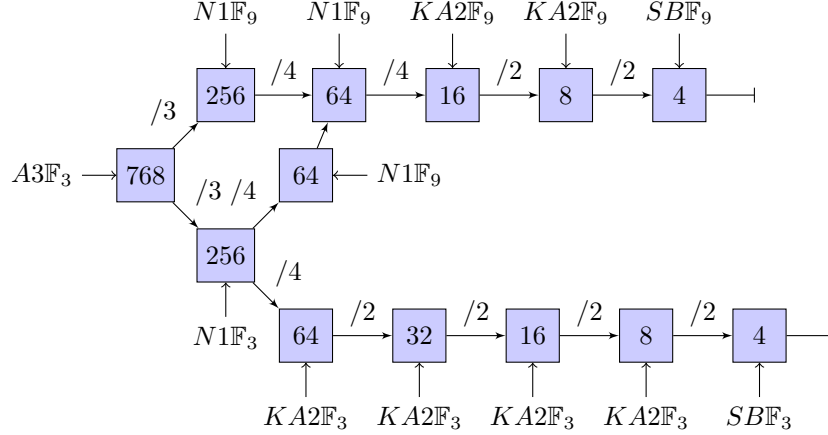 N1𝔽₉ N1𝔽₉ KA2𝔽₉ KA2𝔽₉ SB𝔽₉
/3 /4 /4 /2 /2
256 64 16 8 4
A3𝔽₃ 768 64 N1𝔽₉
/3 /4
256 /4
N1𝔽₃ /2 /2 /2 /2
64 32 16 8 4
KA2𝔽₃ KA2𝔽₃ KA2𝔽₃ KA2𝔽₃ SB𝔽₃